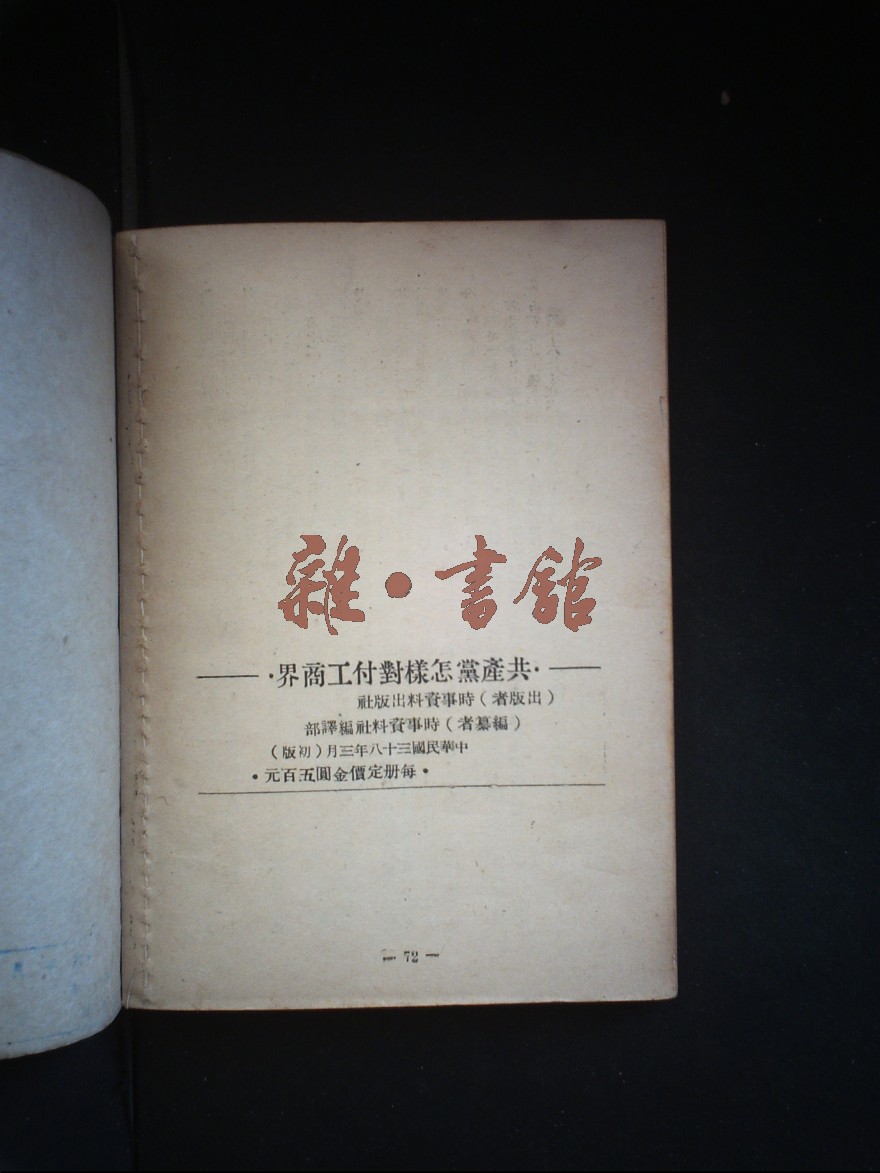 雜•書館
·共產黨怎樣對付工商界·
(出版者)時事資料出版社
(編纂者)時事資料社編譯部
中華民國三十八年三月(初版)
•每册定價金圓五百元•
— 72 —